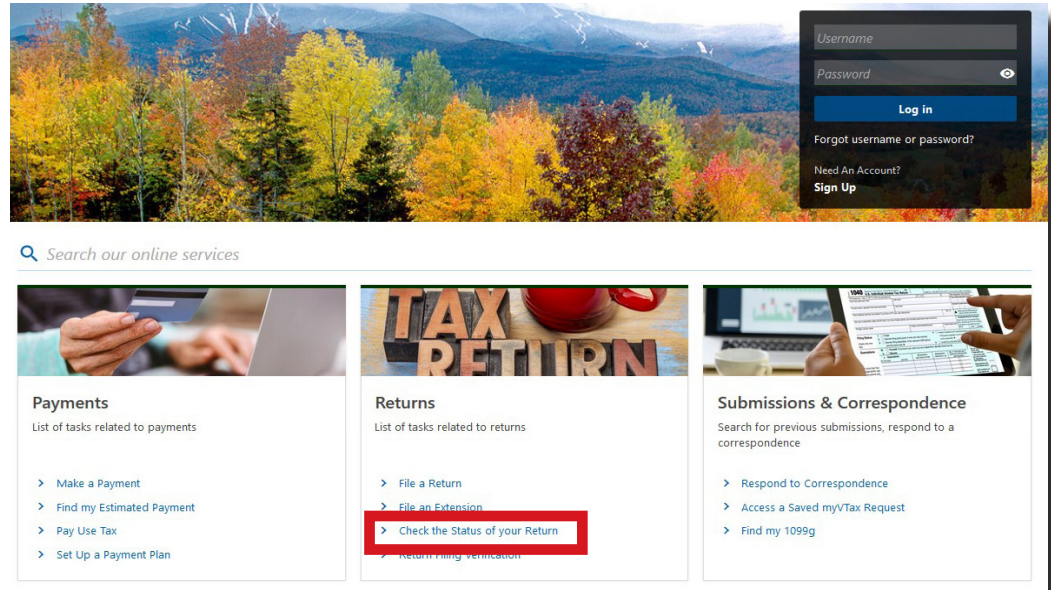 Username
Password
Log in
Forgot username or password?
Need An Account?
Sign Up
Search our online services
TAX
RETURN
1040
Payments
List of tasks related to payments
Make a Payment
Find my Estimated Payment
Pay Use Tax
Set Up a Payment Plan
Returns
List of tasks related to returns
File a Return
File an Extension
Check the Status of your Return
Return Filing Verification
Submissions & Correspondence
Search for previous submissions, respond to a
correspondence
Respond to Correspondence
Access a Saved myVTax Request
Find my 1099g